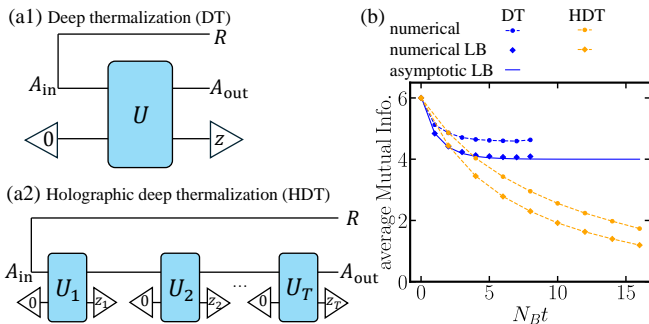 (a1) Deep thermalization (DT)
R
A_in
A_out
U
0
z
(a2) Holographic deep thermalization (HDT)
R
A_in
U_1
U_2
...
U_T
A_out
0
z_1
0
z_2
0
z_T
(b)
DT
HDT
numerical
numerical LB
asymptotic LB
average Mutual Info.
6
4
2
0
0
5
10
15
N_B t